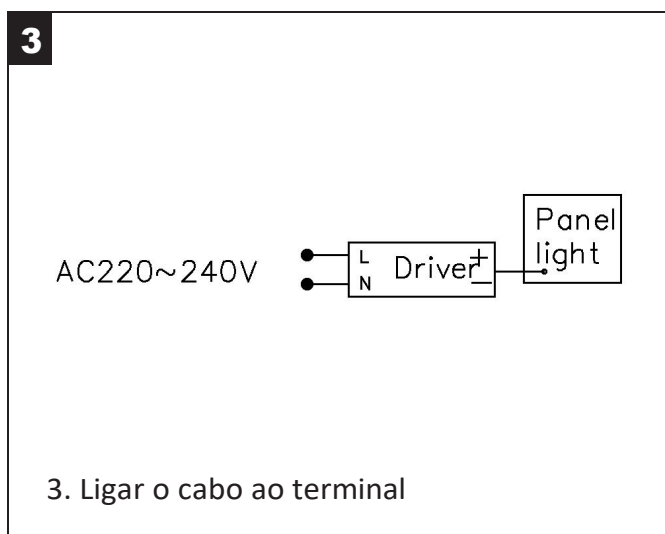 3
Panel
light
AC220~240V
L
N
Driver
+
-
3. Ligar o cabo ao terminal